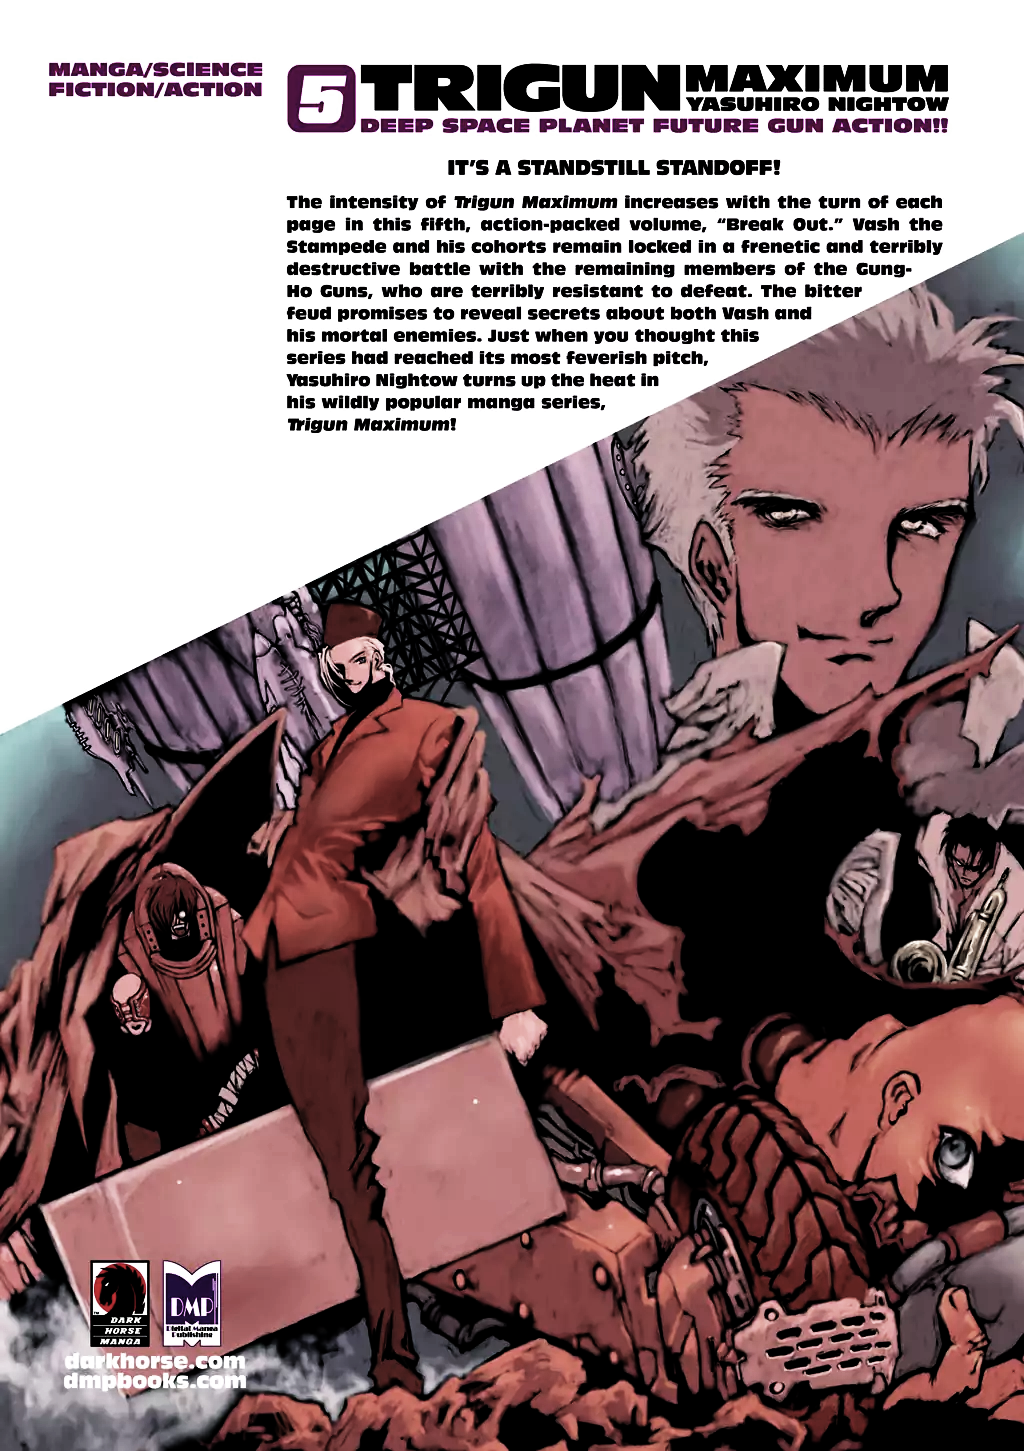 MANGA/SCIENCE
FICTION/ACTION
5 TRIGUN MAXIMUM
YASUHIRO NIGHTOW
DEEP SPACE PLANET FUTURE GUN ACTION!!
IT'S A STANDSTILL STANDOFF!
The intensity of Trigun Maximum increases with the turn of each
page in this fifth, action-packed volume, “Break Out.” Vash the
Stampede and his cohorts remain locked in a frenetic and terribly
destructive battle with the remaining members of the Gung-
Ho Guns, who are terribly resistant to defeat. The bitter
feud promises to reveal secrets about both Vash and
his mortal enemies. Just when you thought this
series had reached its most feverish pitch,
Yasuhiro Nightow turns up the heat in
his wildly popular manga series,
Trigun Maximum!
DARK
HORSE
MANGA
TM
DMP
Digital Manga
Publishing
darkhorse.com
dmpbooks.com